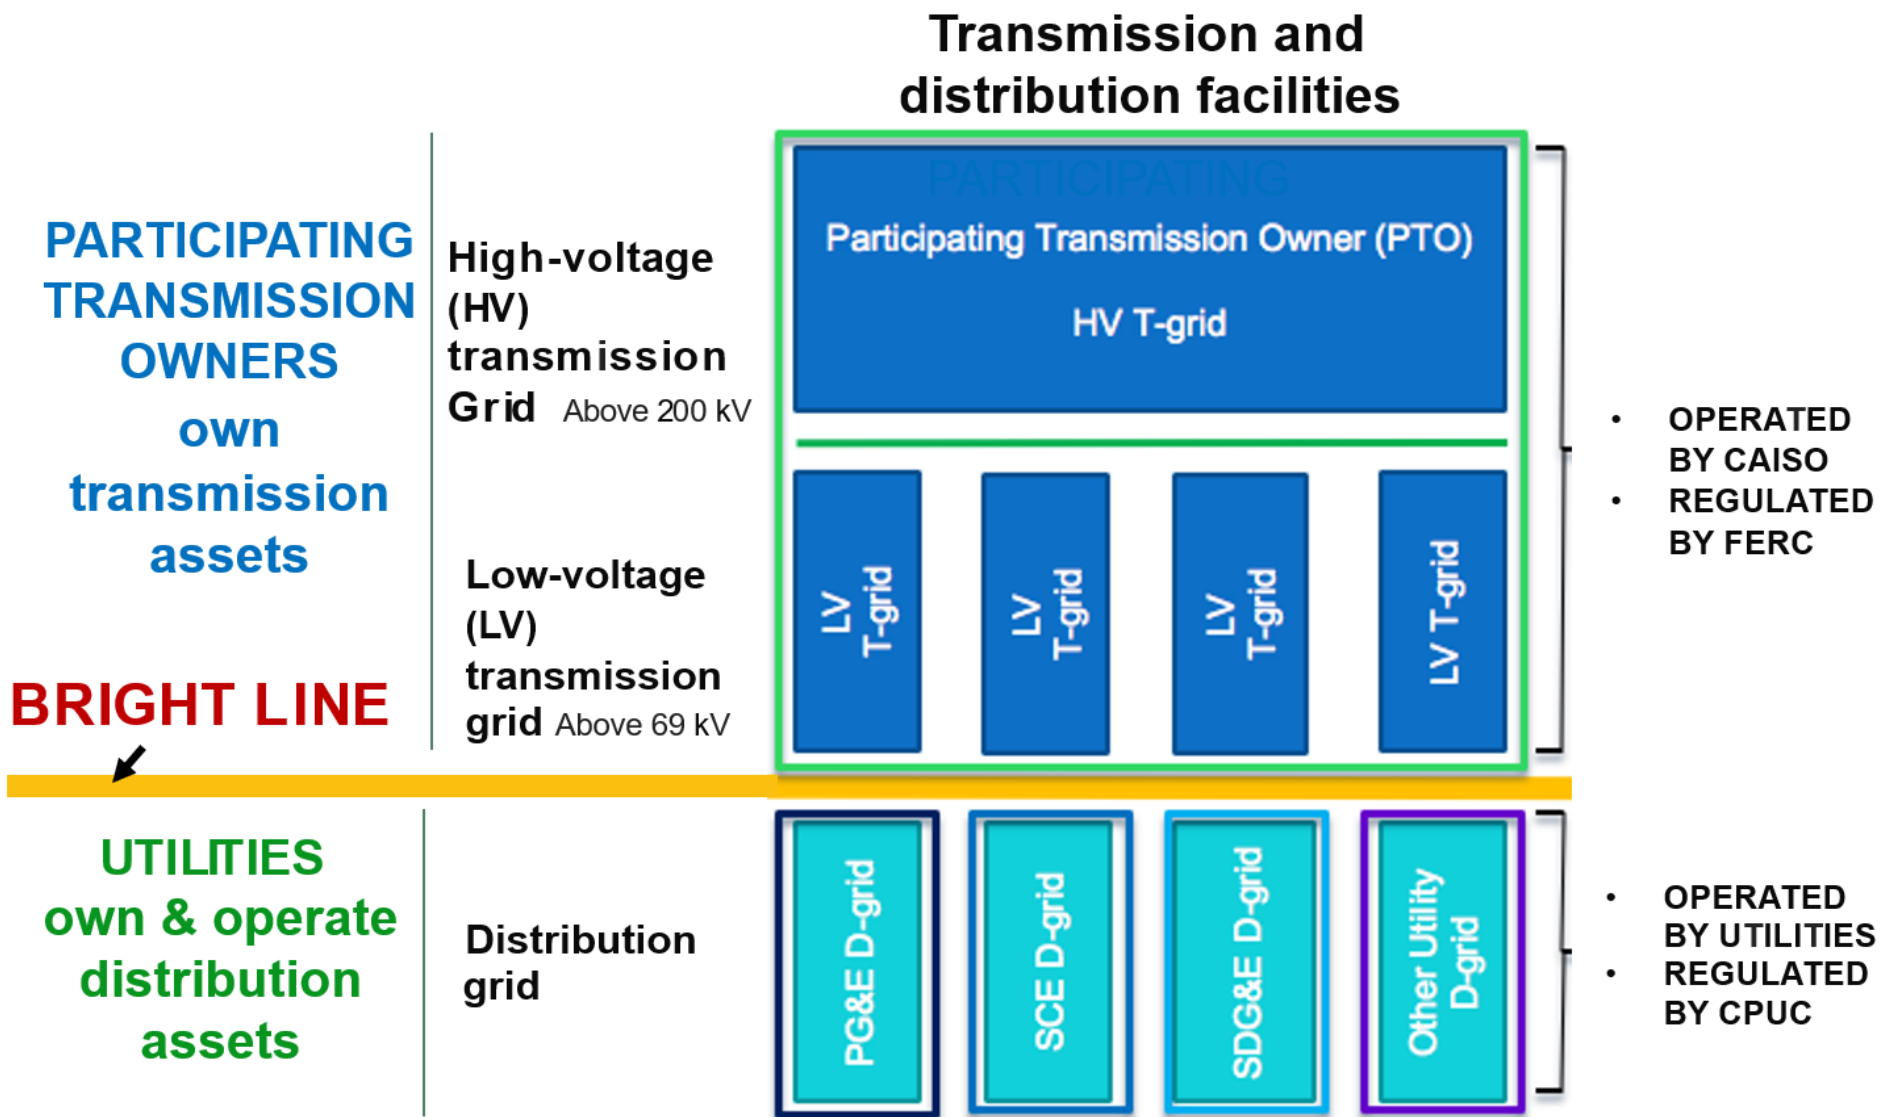 Transmission and
distribution facilities
PARTICIPATING
TRANSMISSION
OWNERS
own
transmission
assets
High-voltage
(HV)
transmission
Grid Above 200 kV
Low-voltage
(LV)
transmission
grid Above 69 kV
PARTICIPATING
Participating Transmission Owner (PTO)
HV T-grid
LV
T-grid
LV
T-grid
LV
T-grid
LV T-grid
• OPERATED
BY CAISO
• REGULATED
BY FERC
BRIGHT LINE
UTILITIES
own & operate
distribution
assets
Distribution
grid
PG&E D-grid
SCE D-grid
SDG&E D-grid
Other Utility
D-grid
• OPERATED
BY UTILITIES
• REGULATED
BY CPUC